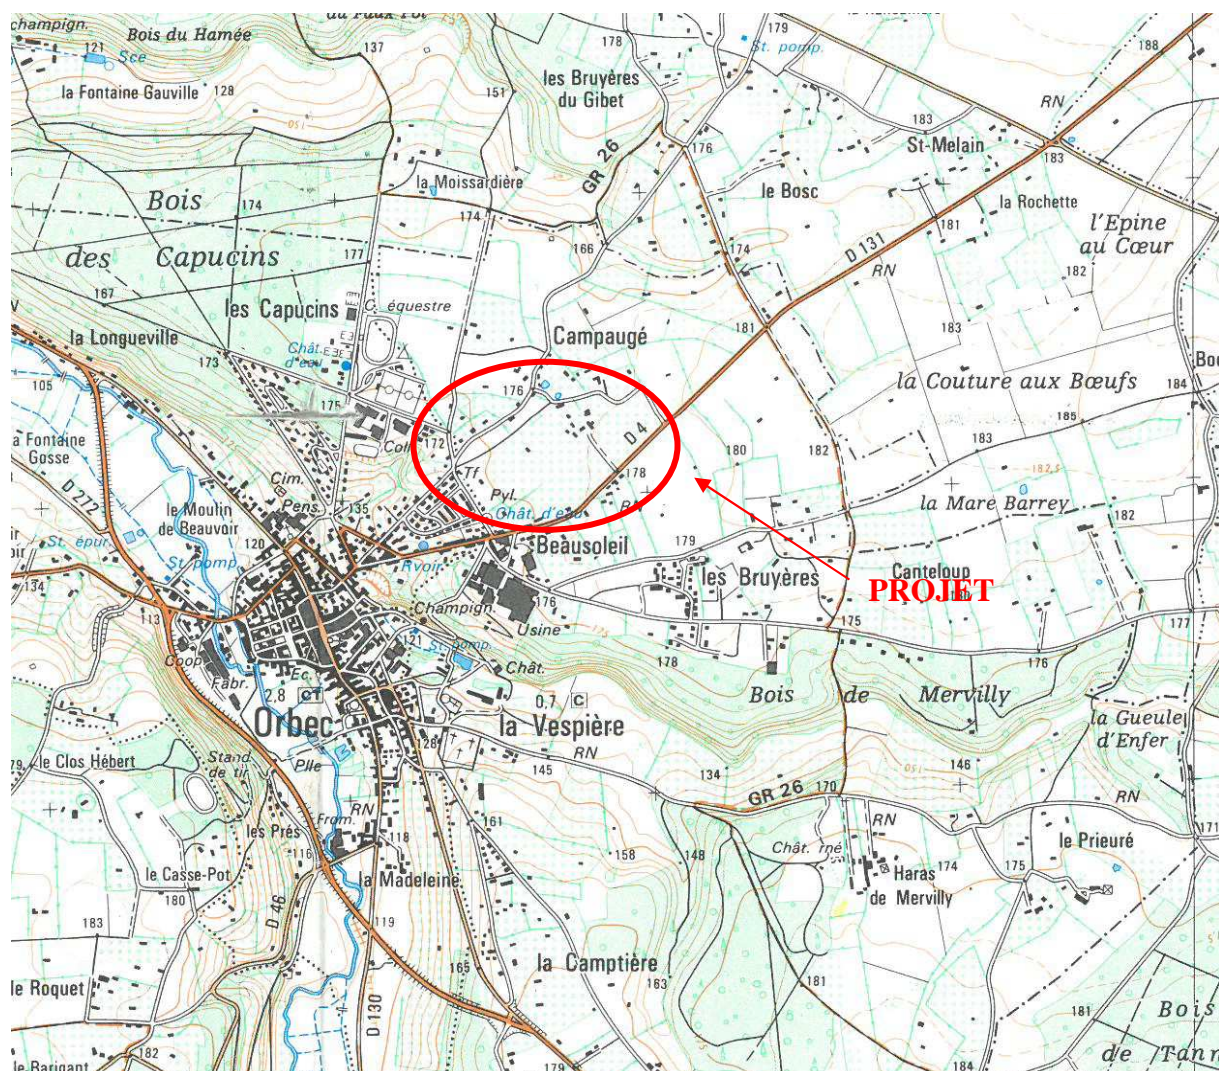 champign.
Bois du Hamée
121
Sce
137
la Fontaine Gauville
128
150
151
178
179
St. pomp.
188
les Bruyères
du Gibet
RN
183
St-Melain
183
GR 26
176
la Moissardière
le Bosc
la Rochette
Bois
174
des Capucins
177
174
166
174
D 131
181
RN
l'Epine
au Cœur
182
167
les Capucins
C. équestre
la Longueville
173
Chât.
d'eau
Campaugé
181
183
175
176
la Couture aux Bœufs
184
185
105
a Fontaine
Gosse
D 272
172
Coll.
D 4
180
182
183
182,5
Cim.
Pens.
Tf
178
RN
Pyl.
Chât. d'eau
la Mare Barrey
182
le Moulin
de Beauvoir
135
120
St. épur.
St. pomp.
134
Rvoir.
Beausoleil
179
les Bruyères
Canteloup
PROJET
113
Champign.
176
Usine
175
177
Coop.
Fabr.
Ec.
121
St. pomp.
Chât.
178
176
175
2,8
CT
0,7
C
Orbec
la Vespière
Bois de Mervilly
la Gueule
d'Enfer
128
RN
Stand
de tir
Plle
le Clos Hébert
145
134
146
150
GR 26
170
RN
RN
From.
les Prés
116
118
161
158
148
Chât. rné
Haras
de Mervilly
174
175
le Prieuré
171
le Casse-Pot
180
la Madeleine
183
D 46
119
165
la Camptière
163
181
le Roquet
D 130
181
Bois
de Tann
182
179
184
le Barigant